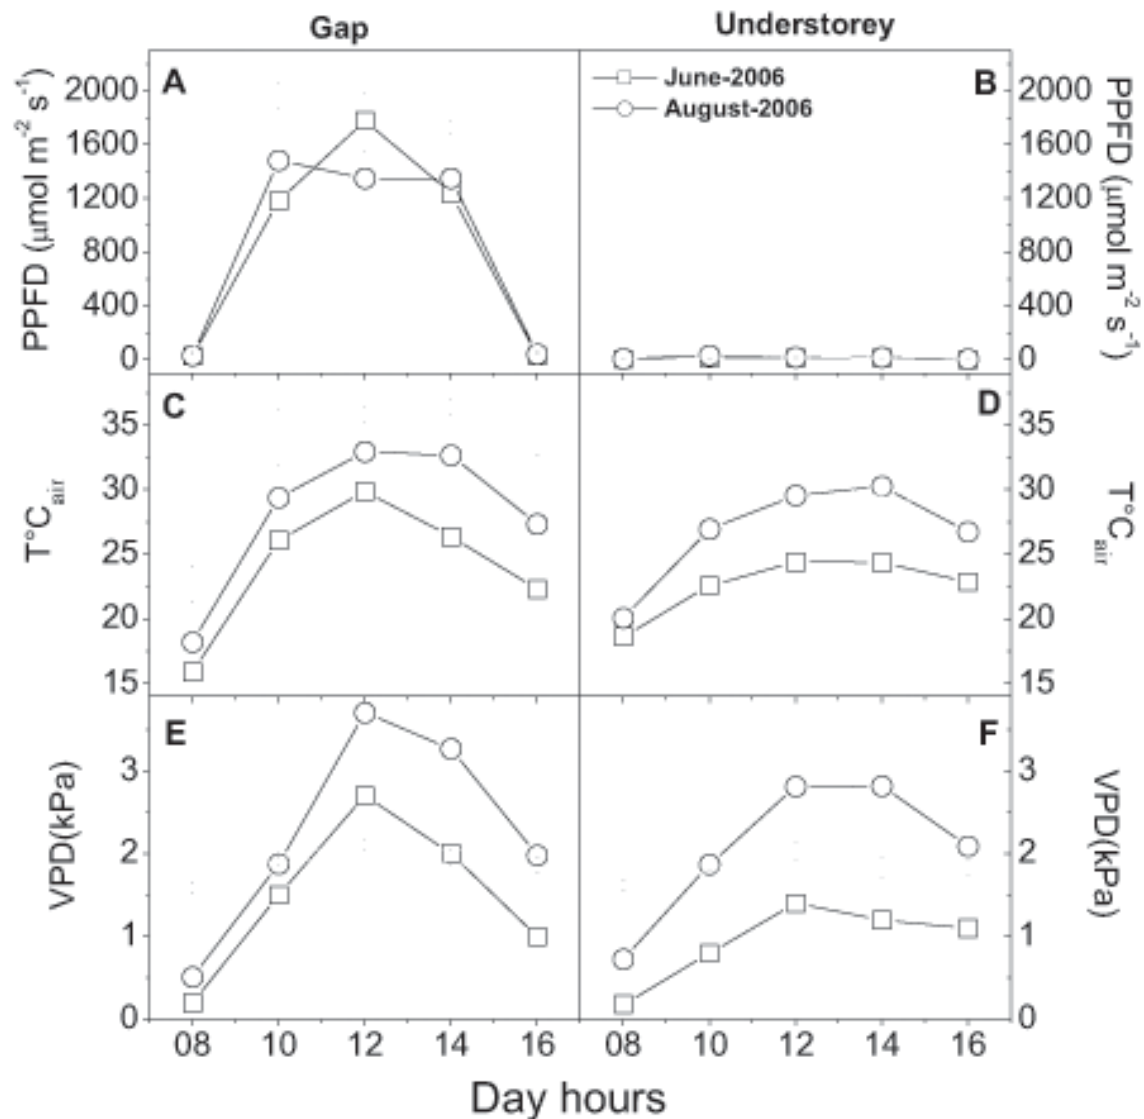 Gap
Understorey
A
B
June-2006
August-2006
PPFD (µmol m⁻² s⁻¹)
2000
1600
1200
800
400
0
2000
1600
1200
800
400
0
PPFD (µmol m⁻² s⁻¹)
C
D
T°C air
35
30
25
20
15
35
30
25
20
15
T°C air
E
F
VPD(kPa)
3
2
1
0
3
2
1
0
VPD(kPa)
08 10 12 14 16
08 10 12 14 16
Day hours